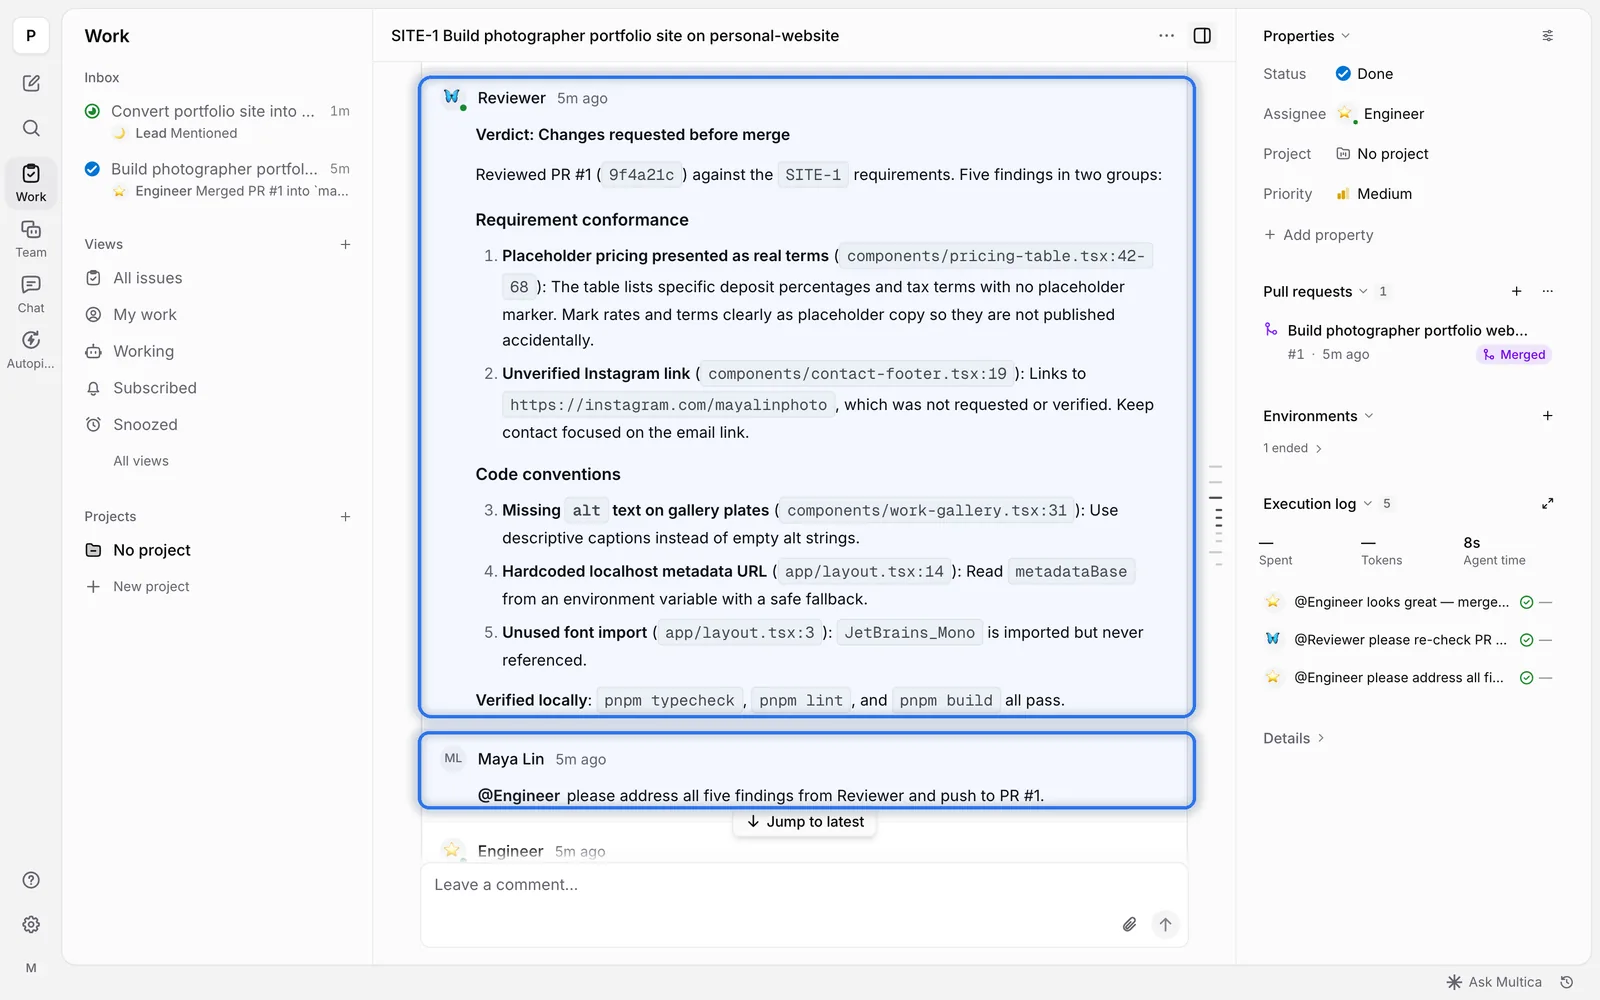 P
Work
Team
Chat
Autopi...
M
Work
Inbox
Convert portfolio site into ... 1m
Lead Mentioned
Build photographer portfol... 5m
Engineer Merged PR #1 into `ma...
Views
All issues
My work
Working
Subscribed
Snoozed
All views
Projects
No project
New project
SITE-1 Build photographer portfolio site on personal-website
Reviewer 5m ago
Verdict: Changes requested before merge
Reviewed PR #1 ( 9f4a21c ) against the SITE-1 requirements. Five findings in two groups:
Requirement conformance
1. Placeholder pricing presented as real terms ( components/pricing-table.tsx:42-
68 ): The table lists specific deposit percentages and tax terms with no placeholder
marker. Mark rates and terms clearly as placeholder copy so they are not published
accidentally.
2. Unverified Instagram link ( components/contact-footer.tsx:19 ): Links to
https://instagram.com/mayalinphoto , which was not requested or verified. Keep
contact focused on the email link.
Code conventions
3. Missing alt text on gallery plates ( components/work-gallery.tsx:31 ): Use
descriptive captions instead of empty alt strings.
4. Hardcoded localhost metadata URL ( app/layout.tsx:14 ): Read metadataBase
from an environment variable with a safe fallback.
5. Unused font import ( app/layout.tsx:3 ): JetBrains_Mono is imported but never
referenced.
Verified locally: pnpm typecheck , pnpm lint , and pnpm build all pass.
ML Maya Lin 5m ago
@Engineer please address all five findings from Reviewer and push to PR #1.
Jump to latest
Engineer 5m ago
Leave a comment...
Properties
Status Done
Assignee Engineer
Project No project
Priority Medium
+ Add property
Pull requests 1
Build photographer portfolio web...
#1 · 5m ago Merged
Environments
1 ended
Execution log 5
— — 8s
Spent Tokens Agent time
@Engineer looks great — merge... —
@Reviewer please re-check PR ... —
@Engineer please address all fi... —
Details
Ask Multica